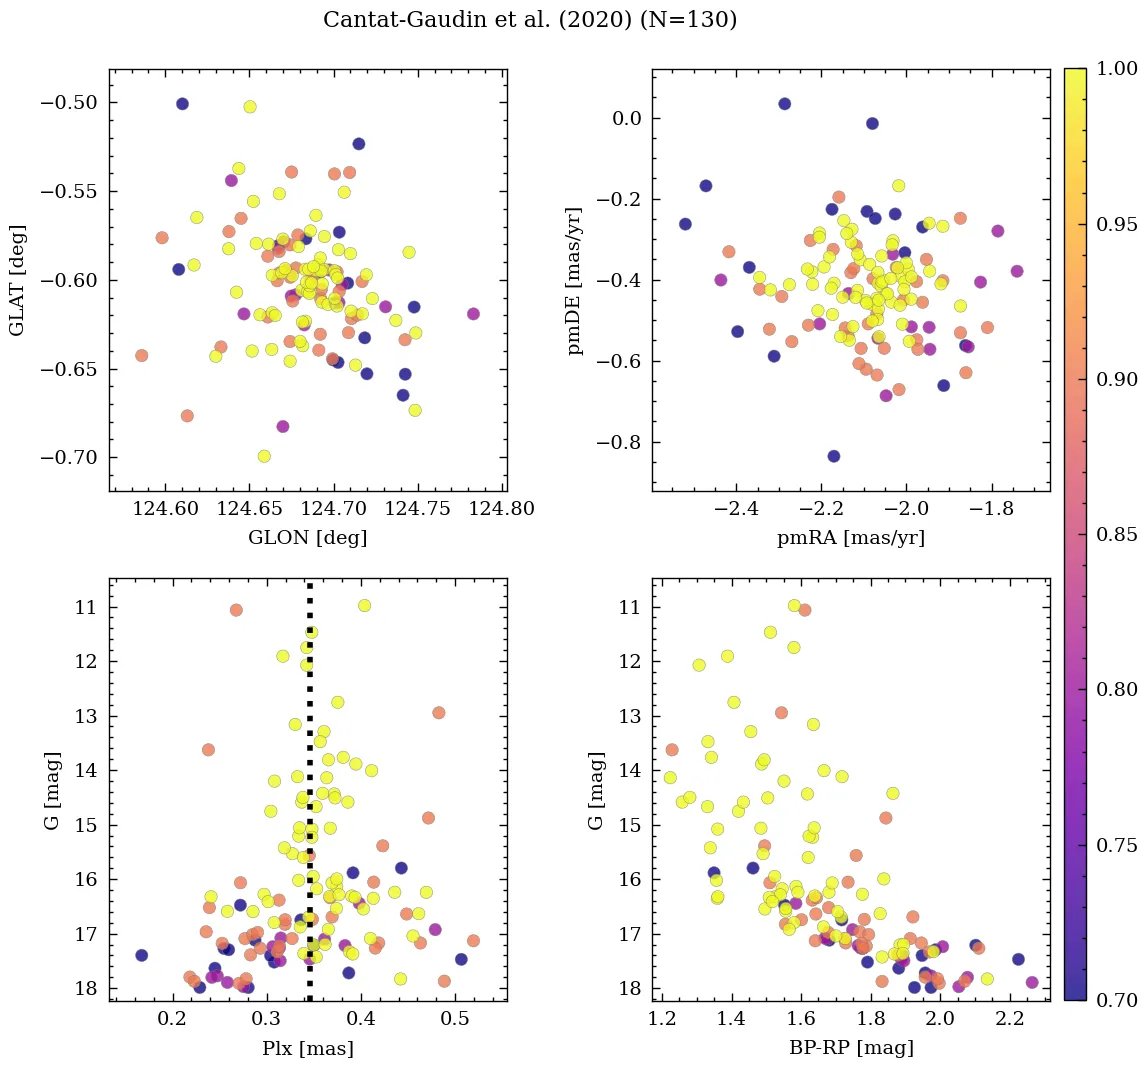 Cantat-Gaudin et al. (2020) (N=130)
−0.50
−0.55
−0.60
−0.65
−0.70
GLAT [deg]
124.60 124.65 124.70 124.75 124.80
GLON [deg]
0.0
−0.2
−0.4
−0.6
−0.8
pmDE [mas/yr]
−2.4 −2.2 −2.0 −1.8
pmRA [mas/yr]
1.00
0.95
0.90
0.85
0.80
0.75
0.70
11
12
13
14
15
16
17
18
G [mag]
0.2 0.3 0.4 0.5
Plx [mas]
11
12
13
14
15
16
17
18
G [mag]
1.2 1.4 1.6 1.8 2.0 2.2
BP-RP [mag]